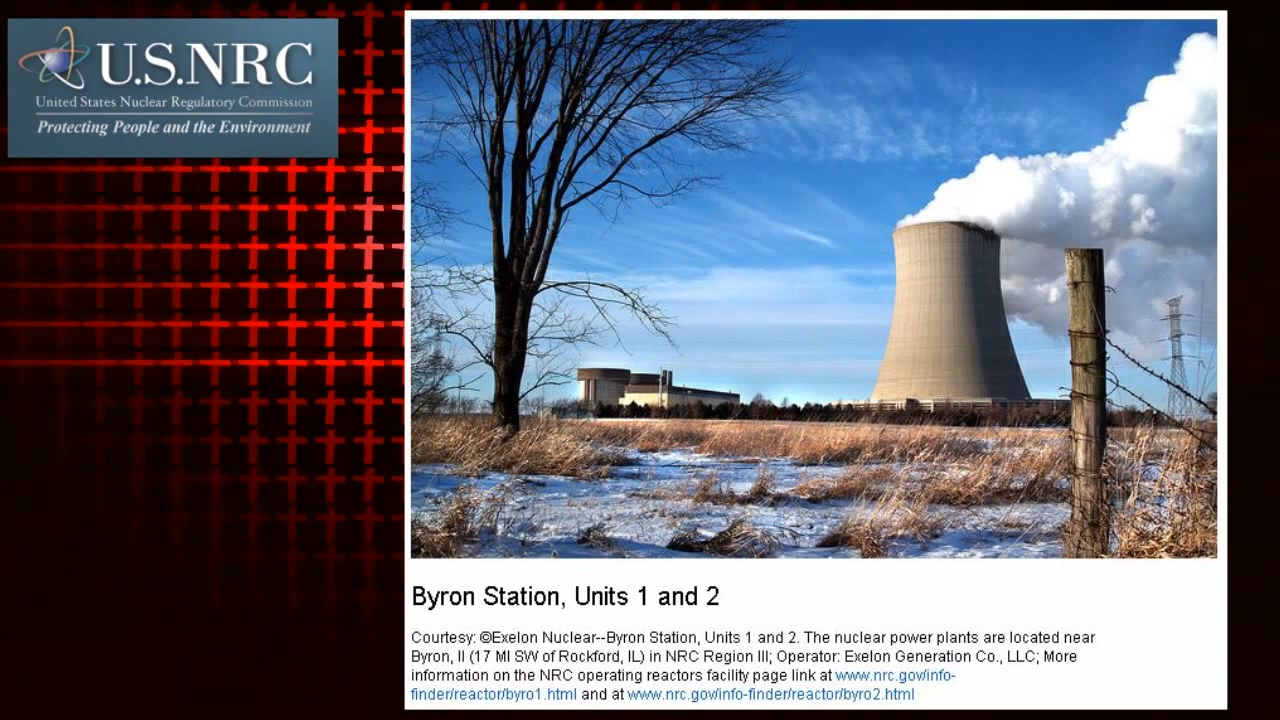 U.S.NRC
United States Nuclear Regulatory Commission
Protecting People and the Environment
Byron Station, Units 1 and 2
Courtesy: ©Exelon Nuclear--Byron Station, Units 1 and 2. The nuclear power plants are located near
Byron, Il (17 MI SW of Rockford, IL) in NRC Region III; Operator: Exelon Generation Co., LLC; More
information on the NRC operating reactors facility page link at www.nrc.gov/info-
finder/reactor/byro1.html and at www.nrc.gov/info-finder/reactor/byro2.html